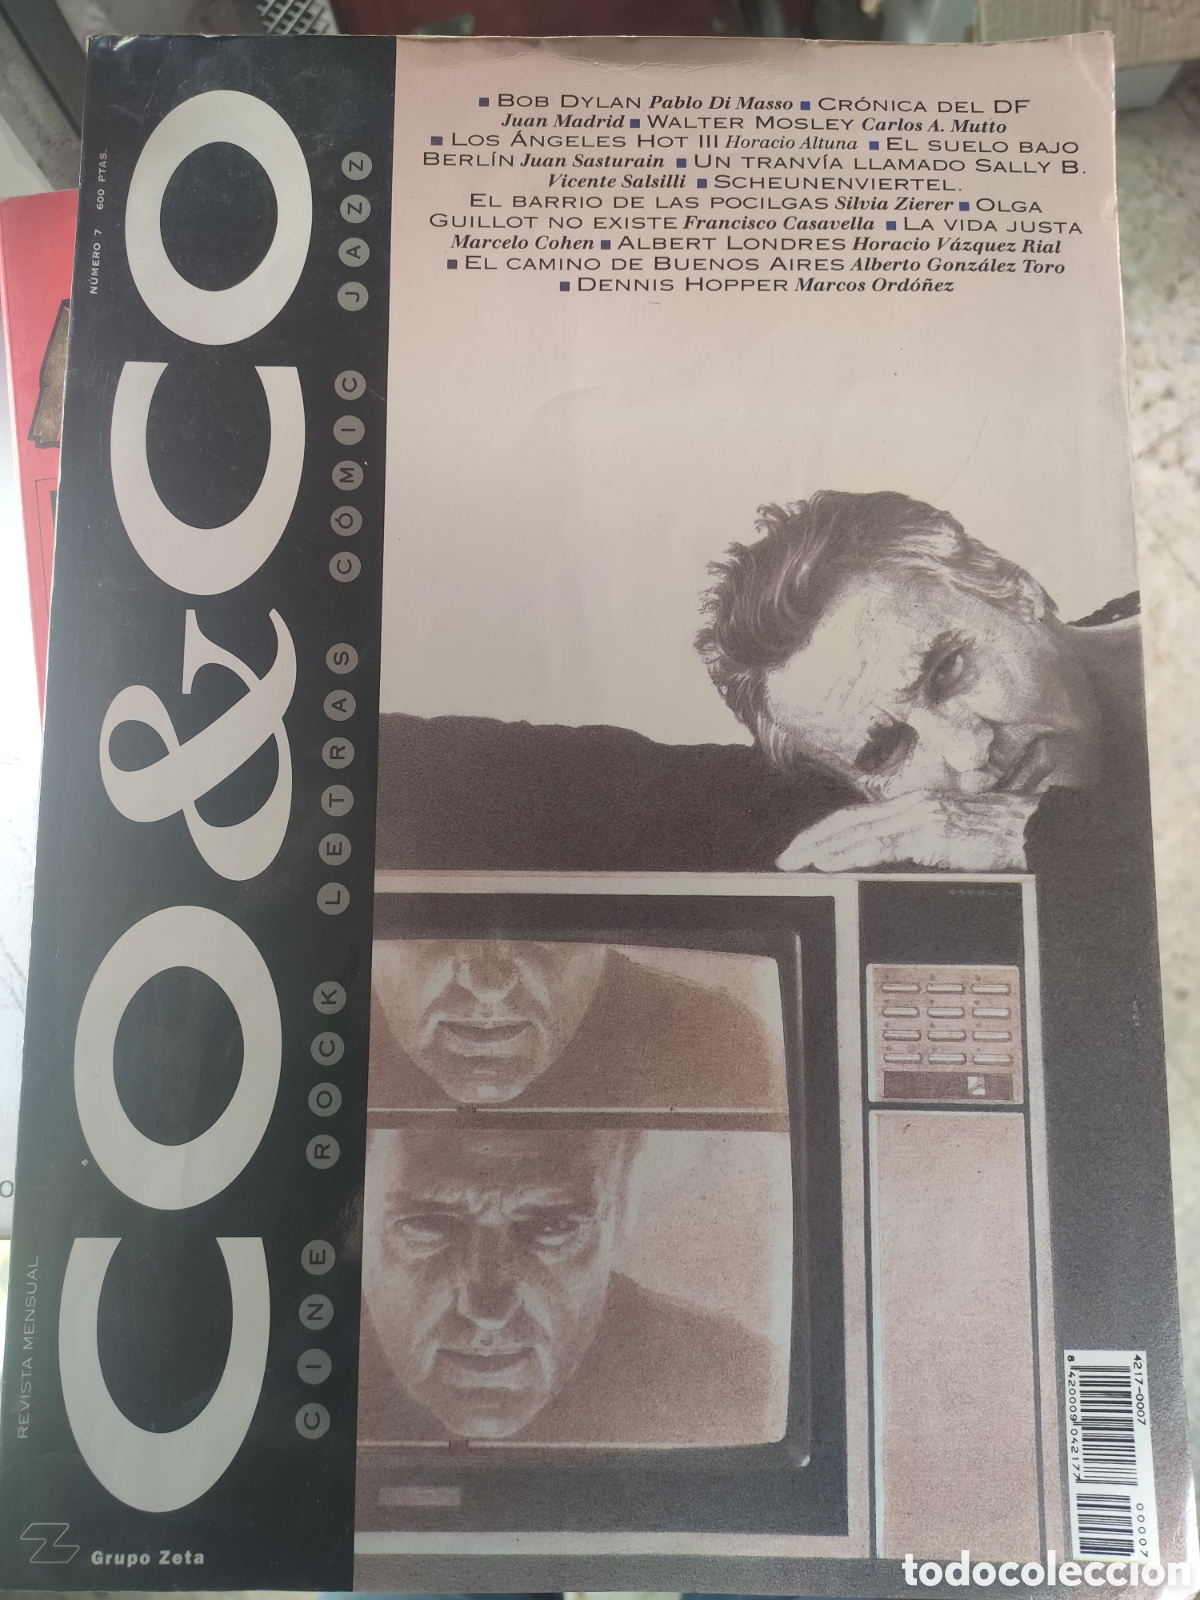 ■ BOB DYLAN Pablo Di Masso ■ CRÓNICA DEL DF
Juan Madrid ■ WALTER MOSLEY Carlos A. Mutto
■ LOS ÁNGELES HOT III Horacio Altuna ■ EL SUELO BAJO
BERLÍN Juan Sasturain ■ UN TRANVÍA LLAMADO SALLY B.
Vicente Salsilli ■ SCHEUNENVIERTEL.
EL BARRIO DE LAS POCILGAS Silvia Zierer ■ OLGA
GUILLOT NO EXISTE Francisco Casavella ■ LA VIDA JUSTA
Marcelo Cohen ■ ALBERT LONDRES Horacio Vázquez Rial
■ EL CAMINO DE BUENOS AIRES Alberto González Toro
■ DENNIS HOPPER Marcos Ordóñez
REVISTA MENSUAL
NÚMERO 7 600 PTAS.
CO&CO
CINE ROCK LETRAS CÓMIC JAZZ
Grupo Zeta
4217-0007
8 420009 042177
00007
todocoleccion